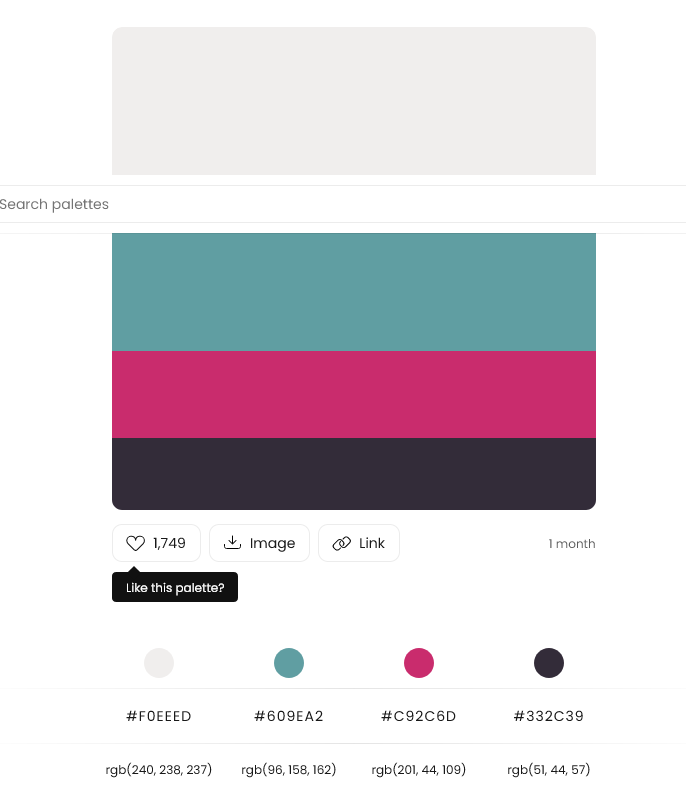 Search palettes
1,749 Image Link 1 month
Like this palette?
#F0EEED #609EA2 #C92C6D #332C39
rgb(240, 238, 237) rgb(96, 158, 162) rgb(201, 44, 109) rgb(51, 44, 57)